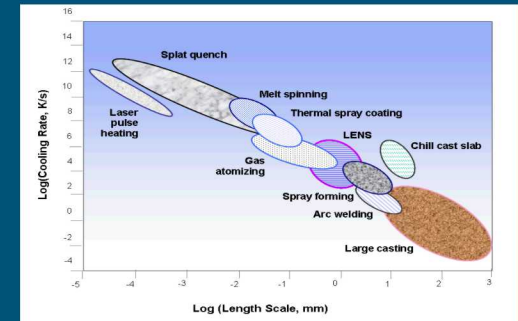 16
14
12
10
8
6
4
2
0
-2
-4
Log(Cooling Rate, K/s)
Splat quench
Melt spinning
Thermal spray coating
Laser
pulse
heating
LENS
Chill cast slab
Gas
atomizing
Spray forming
Arc welding
Large casting
-5
-3
-2
-1
0
1
2
3
Log (Length Scale, mm)